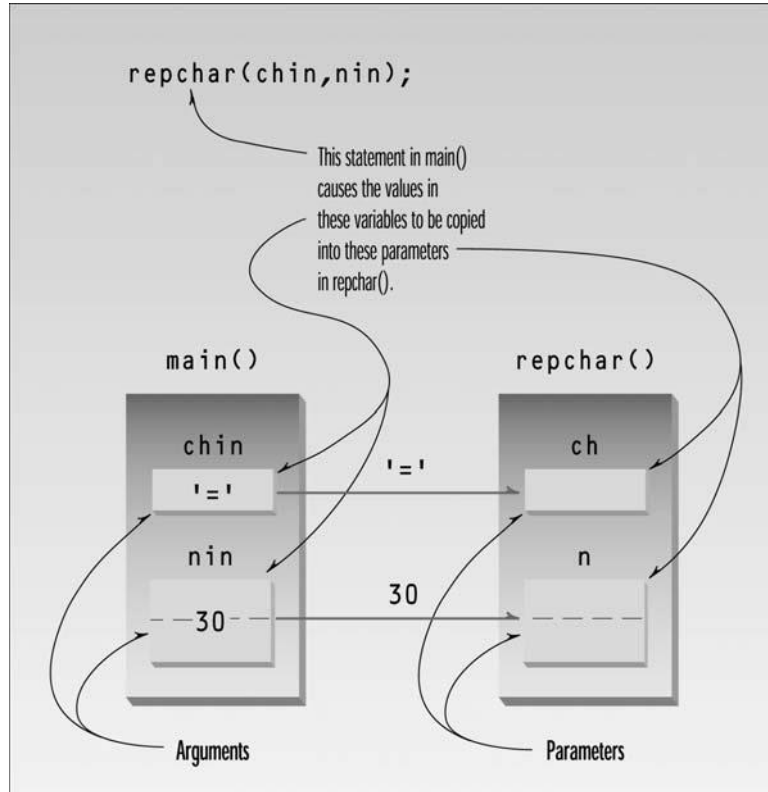 repchar(chin,nin);
This statement in main()
causes the values in
these variables to be copied
into these parameters
in repchar().
main()
repchar()
chin
ch
'='
'='
nin
n
30
30
Arguments
Parameters